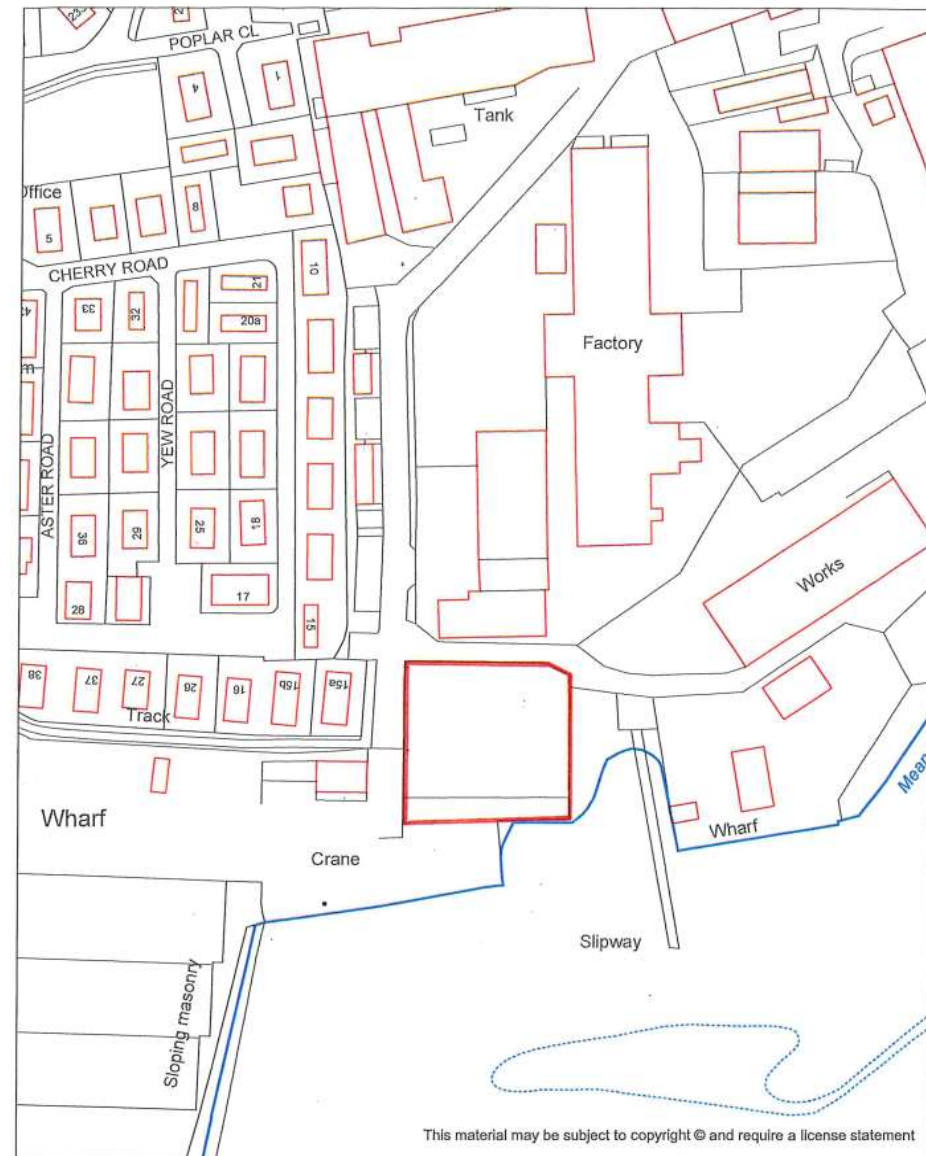 POPLAR CL
4
1
Tank
Office
5
8
10
CHERRY ROAD
33
32
21
20a
Factory
YEW ROAD
ASTER ROAD
36
29
25
18
Works
28
17
15
38
37
27
26
16
15b
15a
Track
Wharf
Crane
Wharf
Mean
Slipway
Sloping masonry
This material may be subject to copyright © and require a license statement